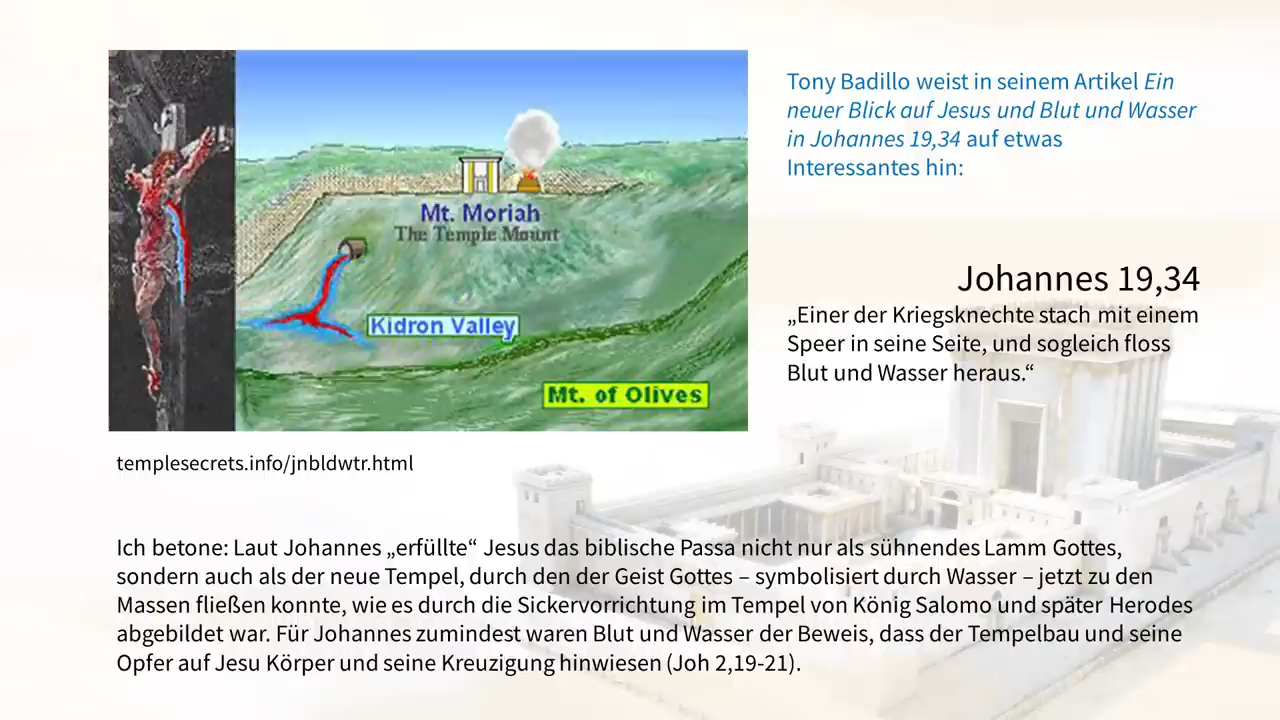 Tony Badillo weist in seinem Artikel Ein
neuer Blick auf Jesus und Blut und Wasser
in Johannes 19,34 auf etwas
Interessantes hin:
Mt. Moriah
The Temple Mount
Kidron Valley
Mt. of Olives
Johannes 19,34
„Einer der Kriegsknechte stach mit einem
Speer in seine Seite, und sogleich floss
Blut und Wasser heraus.“
templesecrets.info/jnbldwtr.html
Ich betone: Laut Johannes „erfüllte“ Jesus das biblische Passa nicht nur als sühnendes Lamm Gottes,
sondern auch als der neue Tempel, durch den der Geist Gottes – symbolisiert durch Wasser – jetzt zu den
Massen fließen konnte, wie es durch die Sickervorrichtung im Tempel von König Salomo und später Herodes
abgebildet war. Für Johannes zumindest waren Blut und Wasser der Beweis, dass der Tempelbau und seine
Opfer auf Jesu Körper und seine Kreuzigung hinwiesen (Joh 2,19-21).